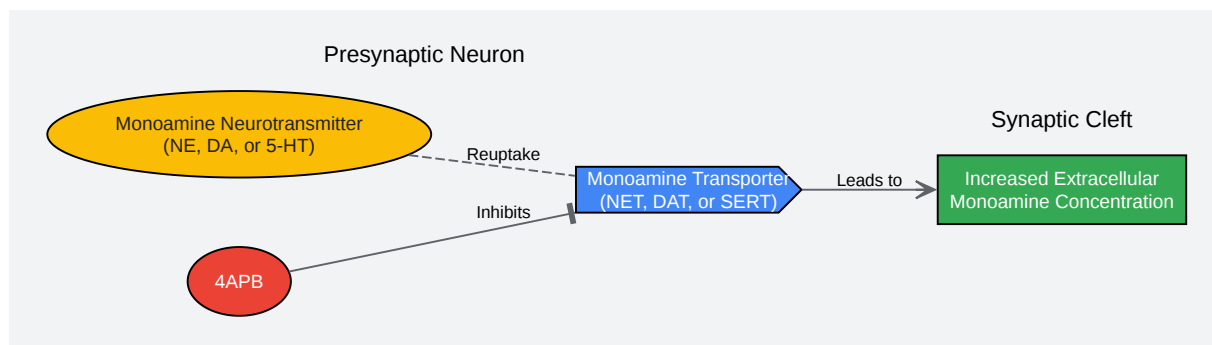 Presynaptic Neuron
Monoamine Neurotransmitter
(NE, DA, or 5-HT)
Reuptake
Inhibits
4APB
Monoamine Transporter
(NET, DAT, or SERT)
Leads to
Synaptic Cleft
Increased Extracellular
Monoamine Concentration